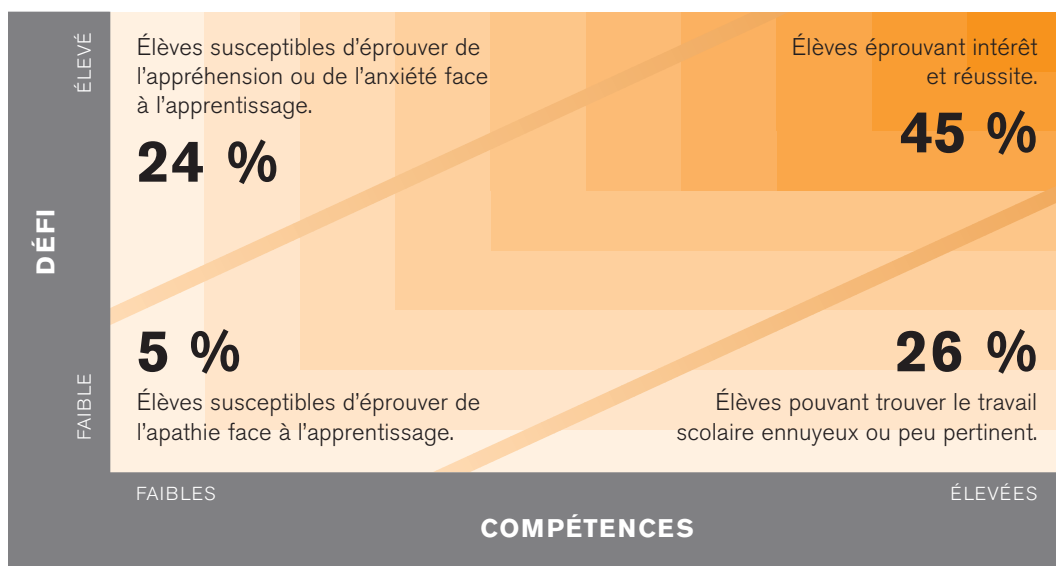 ÉLEVÉ
Élèves susceptibles d'éprouver de
l'appréhension ou de l'anxiété face
à l'apprentissage.
24 %
Élèves éprouvant intérêt
et réussite.
45 %
DÉFI
5 %
Élèves susceptibles d'éprouver de
l'apathie face à l'apprentissage.
26 %
Élèves pouvant trouver le travail
scolaire ennuyeux ou peu pertinent.
FAIBLE
FAIBLES
ÉLEVÉES
COMPÉTENCES